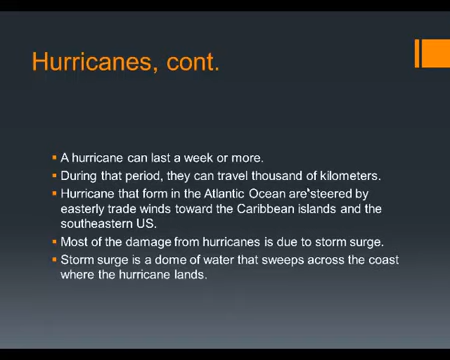 Hurricanes, cont.
▪ A hurricane can last a week or more.
▪ During that period, they can travel thousand of kilometers.
▪ Hurricane that form in the Atlantic Ocean are steered by
easterly trade winds toward the Caribbean islands and the
southeastern US.
▪ Most of the damage from hurricanes is due to storm surge.
▪ Storm surge is a dome of water that sweeps across the coast
where the hurricane lands.